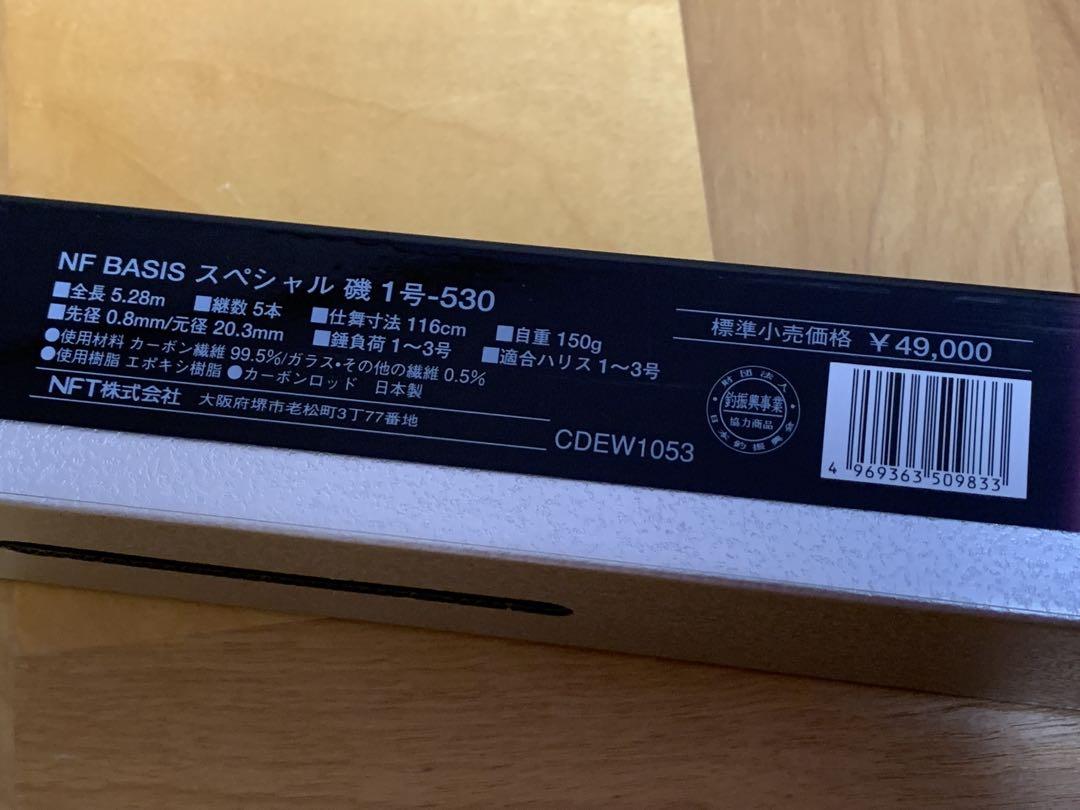 NF BASIS スペシャル 磯 1号-530
■全長 5.28m ■継数 5本 ■仕舞寸法 116cm ■自重 150g
■先径 0.8mm/元径 20.3mm ■錘負荷 1〜3号 ■適合ハリス 1〜3号
●使用材料 カーボン繊維 99.5%/ガラス・その他の繊維 0.5%
●使用樹脂 エポキシ樹脂 ●カーボンロッド 日本製
NFT株式会社 大阪府堺市老松町3丁77番地
CDEW1053
標準小売価格 ¥49,000
財団法人
釣振興事業
協力商品
日本釣振興会
4 969363 509833